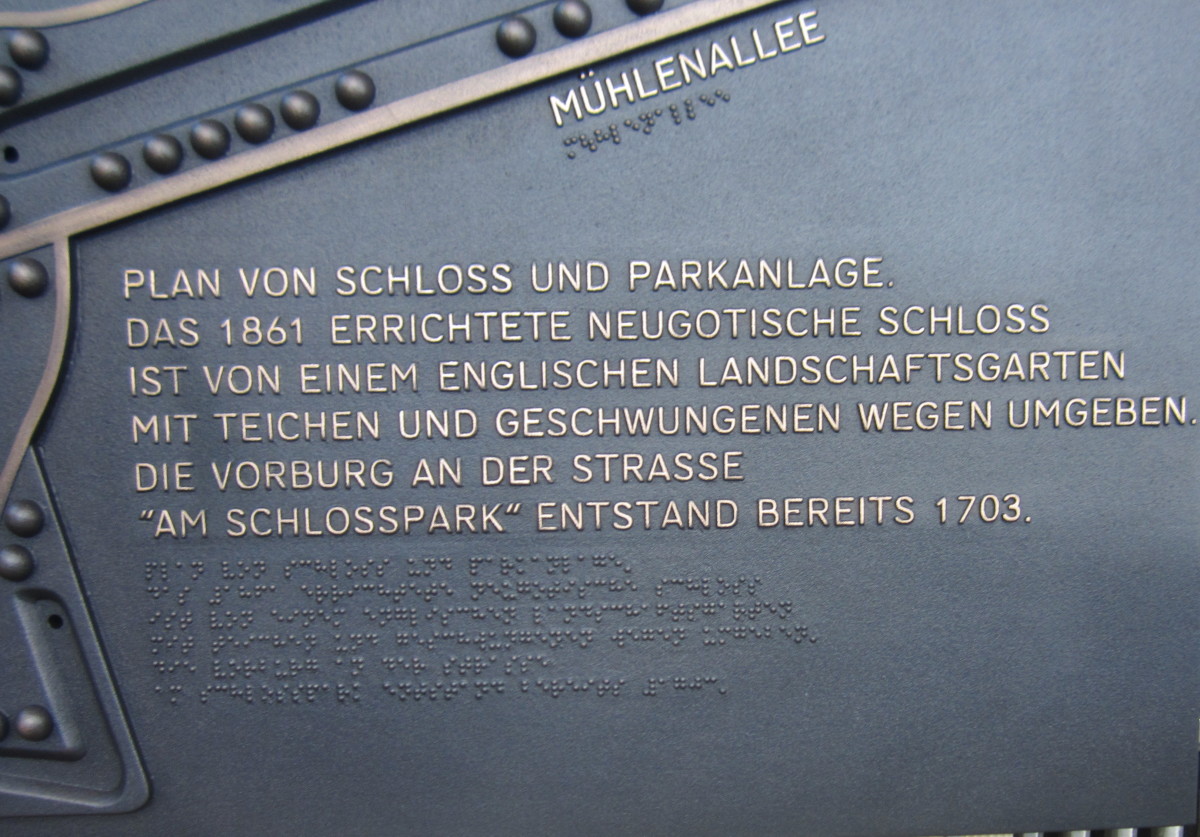 MÜHLENALLEE
PLAN VON SCHLOSS UND PARKANLAGE.
DAS 1861 ERRICHTETE NEUGOTISCHE SCHLOSS
IST VON EINEM ENGLISCHEN LANDSCHAFTSGARTEN
MIT TEICHEN UND GESCHWUNGENEN WEGEN UMGEBEN.
DIE VORBURG AN DER STRASSE
“AM SCHLOSSPARK“ ENTSTAND BEREITS 1703.